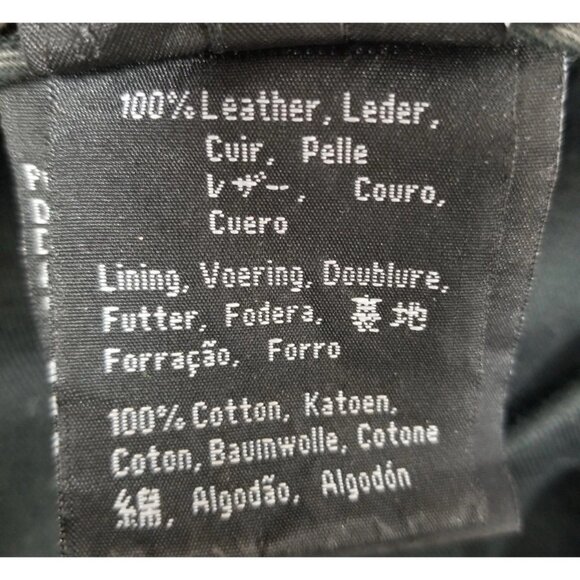 100% Leather, Leder,
Cuir, Pelle
レザー, Couro,
Cuero
Lining, Voering, Doublure,
Futter, Fodera, 裏地
Forração, Forro
100% Cotton, Katoen,
Coton, Baumwolle, Cotone
綿, Algodão, Algodón